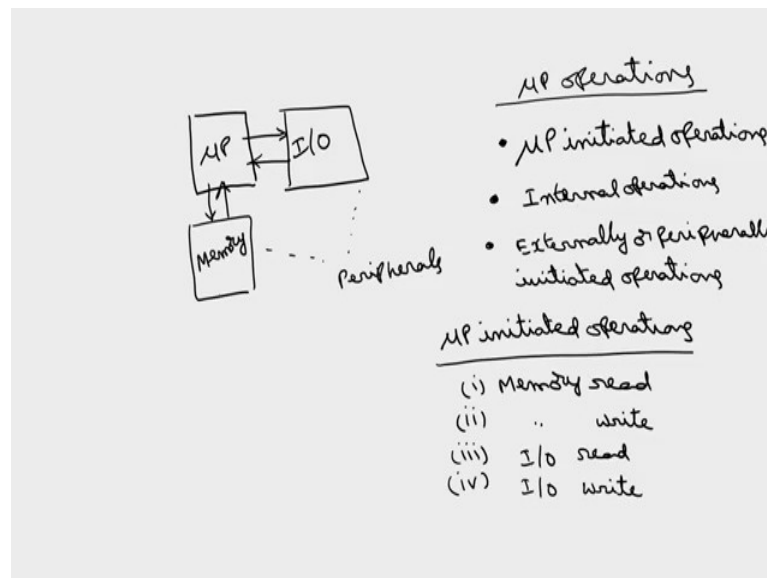 μP
I/O
Memory
Peripherals
μP operations
• μP initiated operations
• Internal operations
• Externally or peripherall
initiated operations
μP initiated operations
(i) Memory read
(ii) " write
(iii) I/O read
(iv) I/O write